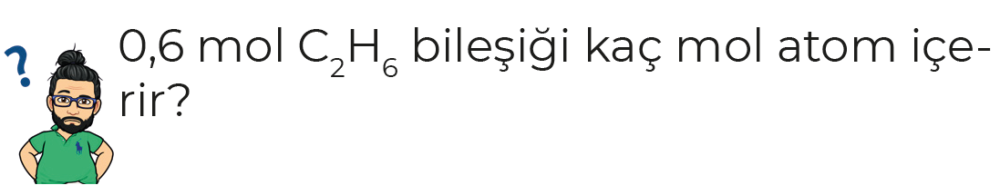 ?
0,6 mol C₂H₆ bileşiği kaç mol atom içe-
rir?